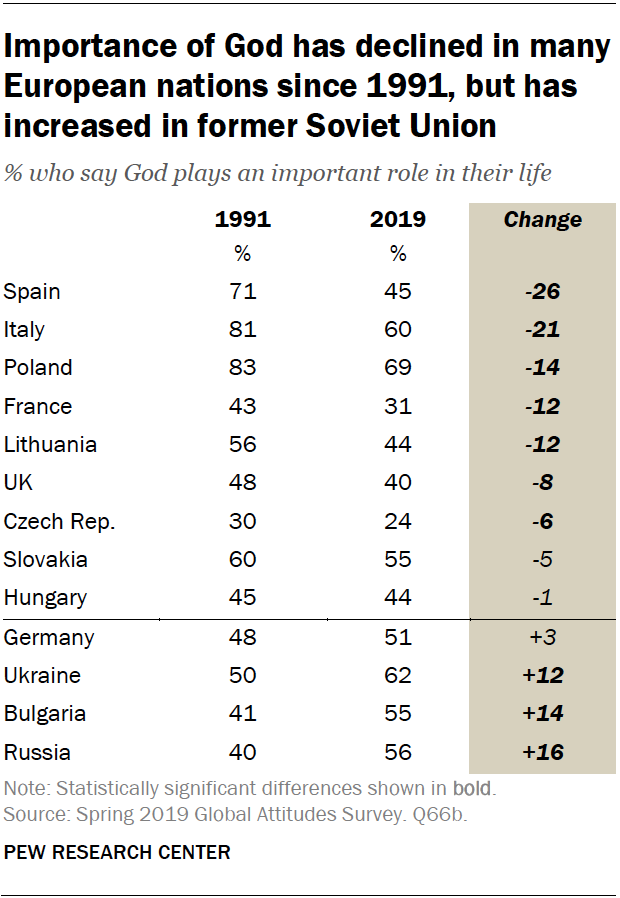 Importance of God has declined in many
European nations since 1991, but has
increased in former Soviet Union
% who say God plays an important role in their life
1991 2019 Change
% %
Spain 71 45 -26
Italy 81 60 -21
Poland 83 69 -14
France 43 31 -12
Lithuania 56 44 -12
UK 48 40 -8
Czech Rep. 30 24 -6
Slovakia 60 55 -5
Hungary 45 44 -1
Germany 48 51 +3
Ukraine 50 62 +12
Bulgaria 41 55 +14
Russia 40 56 +16
Note: Statistically significant differences shown in bold.
Source: Spring 2019 Global Attitudes Survey. Q66b.
PEW RESEARCH CENTER